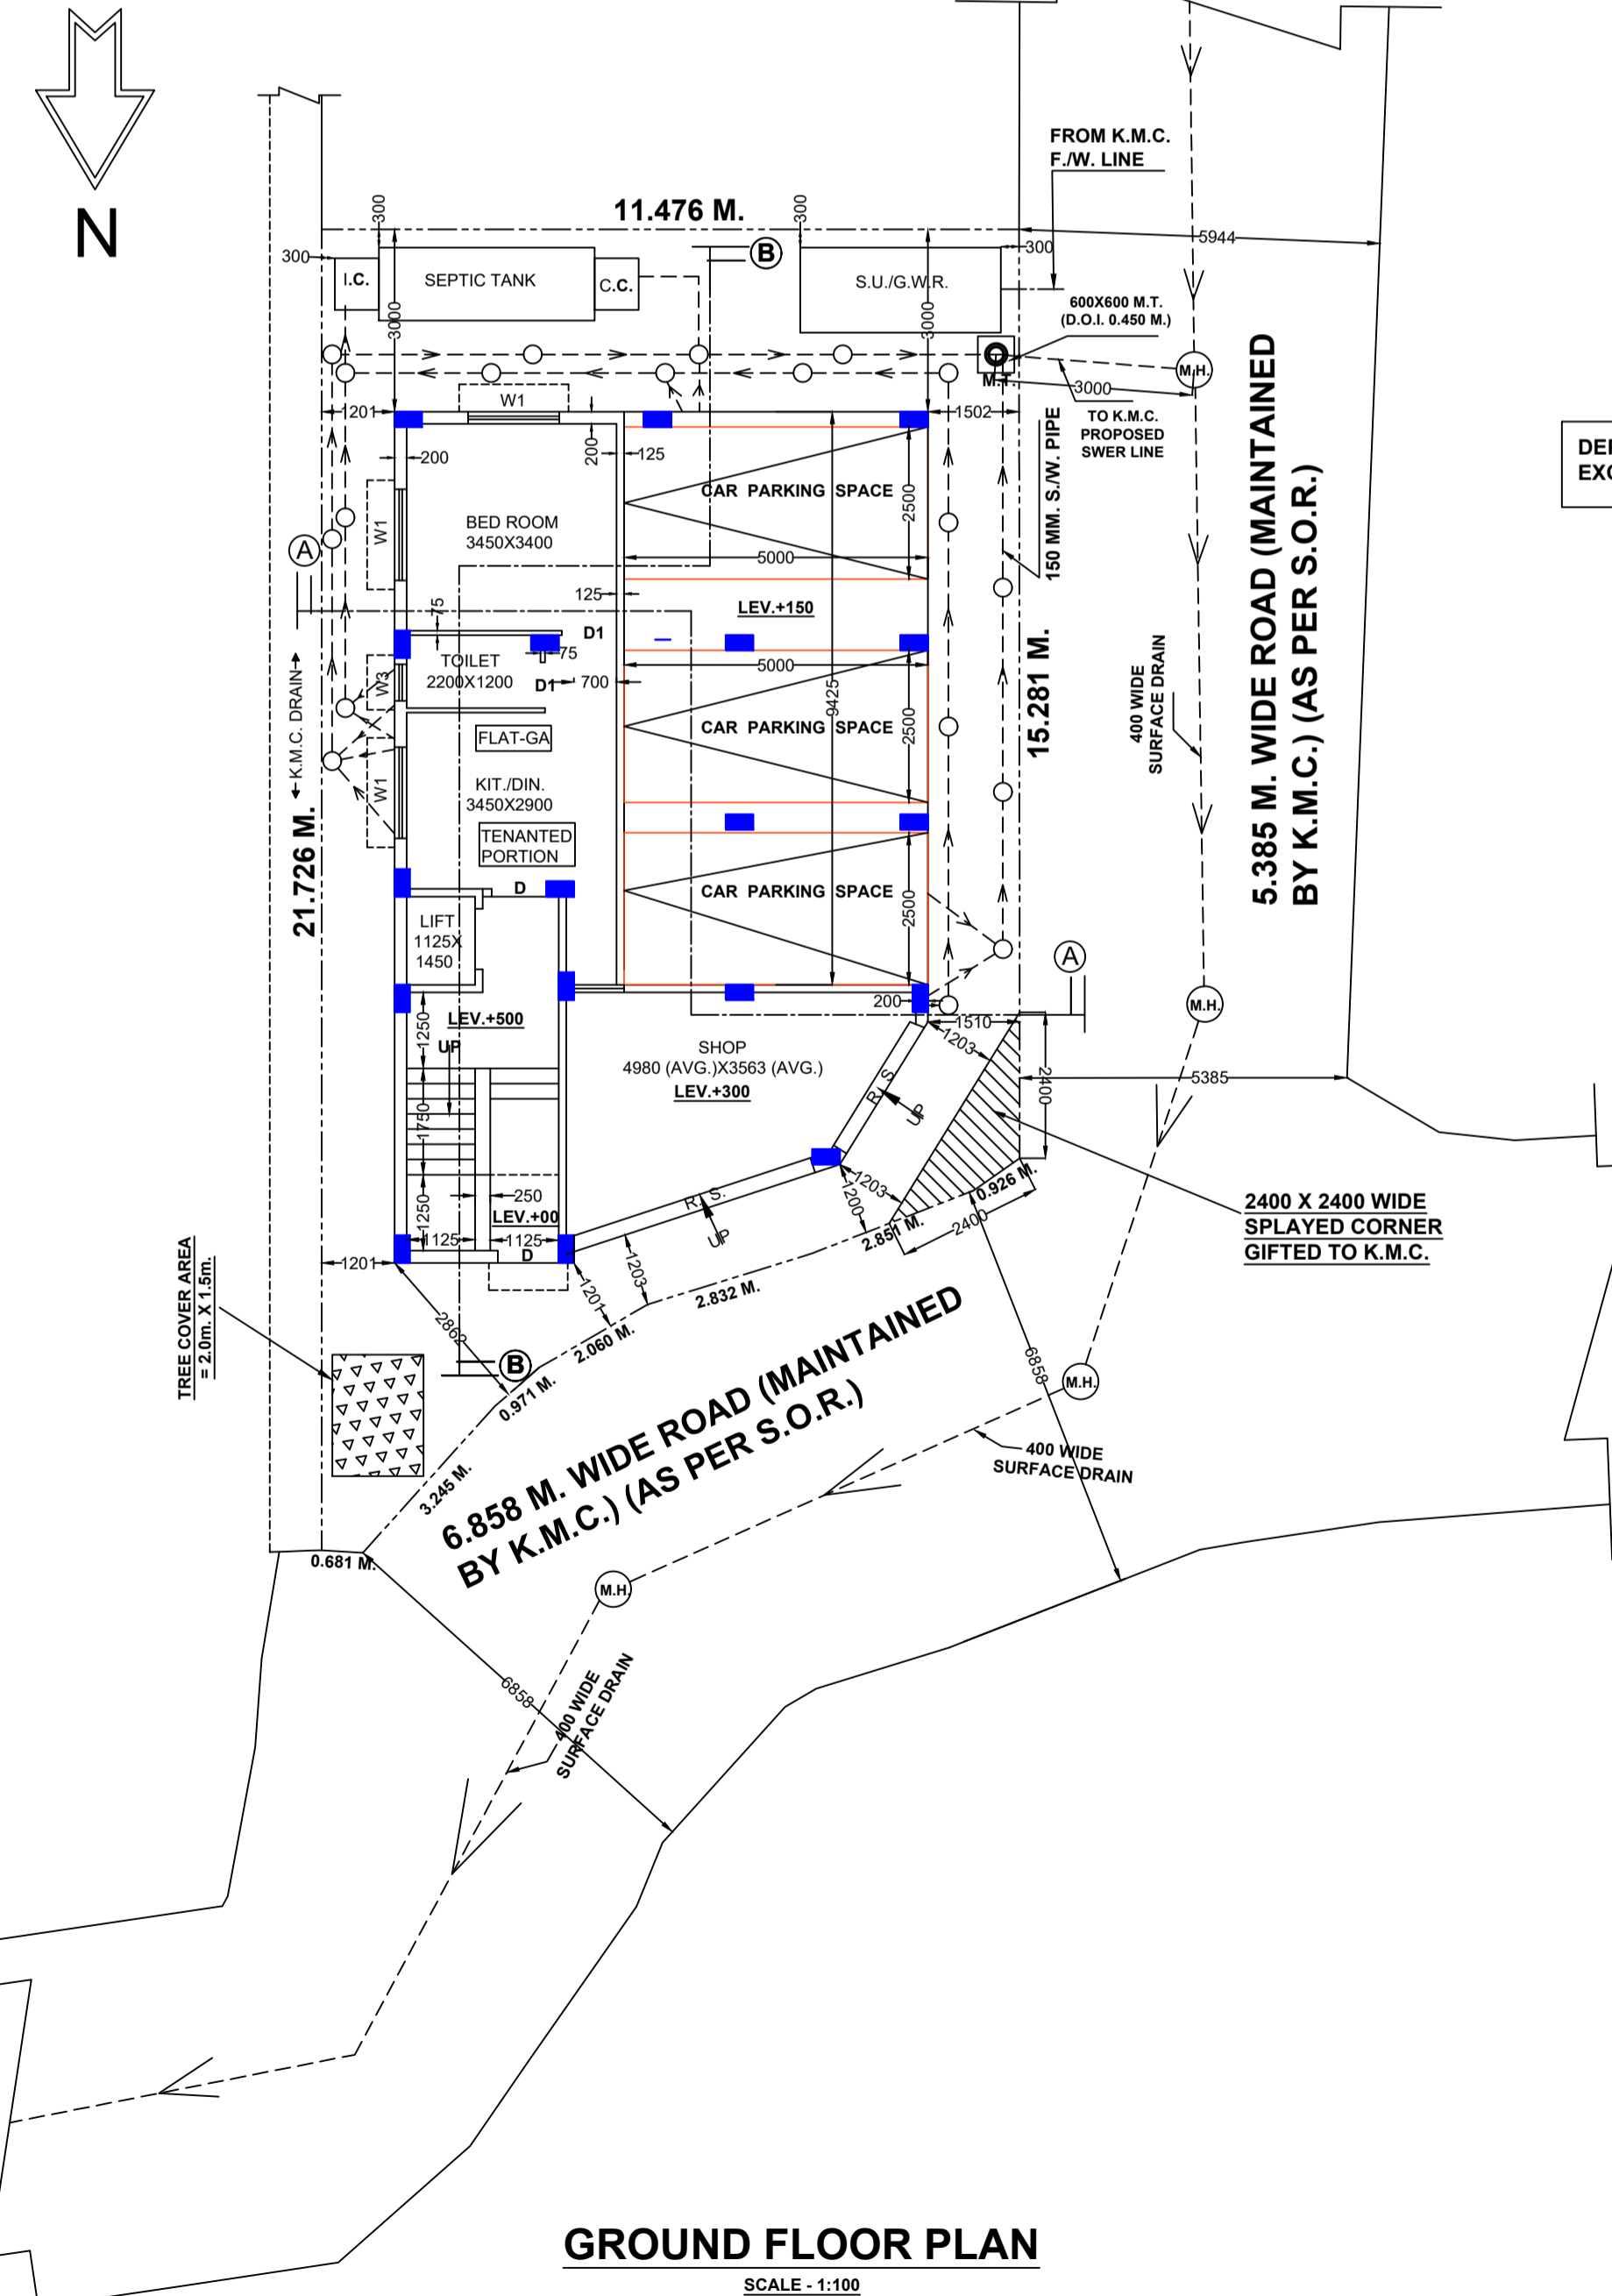 N
11.476 M.
FROM K.M.C.
F./W. LINE
300
300
5944
300
300
I.C.
SEPTIC TANK
C.C.
B
S.U./G.W.R.
3000
3000
600X600 M.T.
(D.O.I. 0.450 M.)
M.H.
M.T.
3000
TO K.M.C.
PROPOSED
SWER LINE
1201
W1
1502
200
200
125
150 MM. S./W. PIPE
5.385 M. WIDE ROAD (MAINTAINED
BY K.M.C.) (AS PER S.O.R.)
CAR PARKING SPACE
2500
W1
BED ROOM
3450X3400
A
5000
125
LEV.+150
75
D1
TOILET
2200X1200
75
5000
W3
D1
700
9425
15.281 M.
400 WIDE
SURFACE DRAIN
K.M.C. DRAIN
FLAT-GA
CAR PARKING SPACE
2500
W1
KIT./DIN.
3450X2900
TENANTED
PORTION
21.726 M.
D
CAR PARKING SPACE
2500
LIFT
1125X
1450
A
200
M.H.
LEV.+500
1250
UP
1510
1203
SHOP
4980 (AVG.)X3563 (AVG.)
LEV.+300
R. S.
UP
2400
5385
1750
1203
1200
0.926 M.
2400
2.851 M.
2400 X 2400 WIDE
SPLAYED CORNER
GIFTED TO K.M.C.
250
LEV.+00
1250
1125
1125
D
R. S.
UP
1201
1203
1201
2.832 M.
TREE COVER AREA
= 2.0m. X 1.5m.
2862
B
2.060 M.
0.971 M.
6858
M.H.
3.245 M.
6.858 M. WIDE ROAD (MAINTAINED
BY K.M.C.) (AS PER S.O.R.)
400 WIDE
SURFACE DRAIN
0.681 M.
M.H.
6858
400 WIDE
SURFACE DRAIN
GROUND FLOOR PLAN
SCALE - 1:100